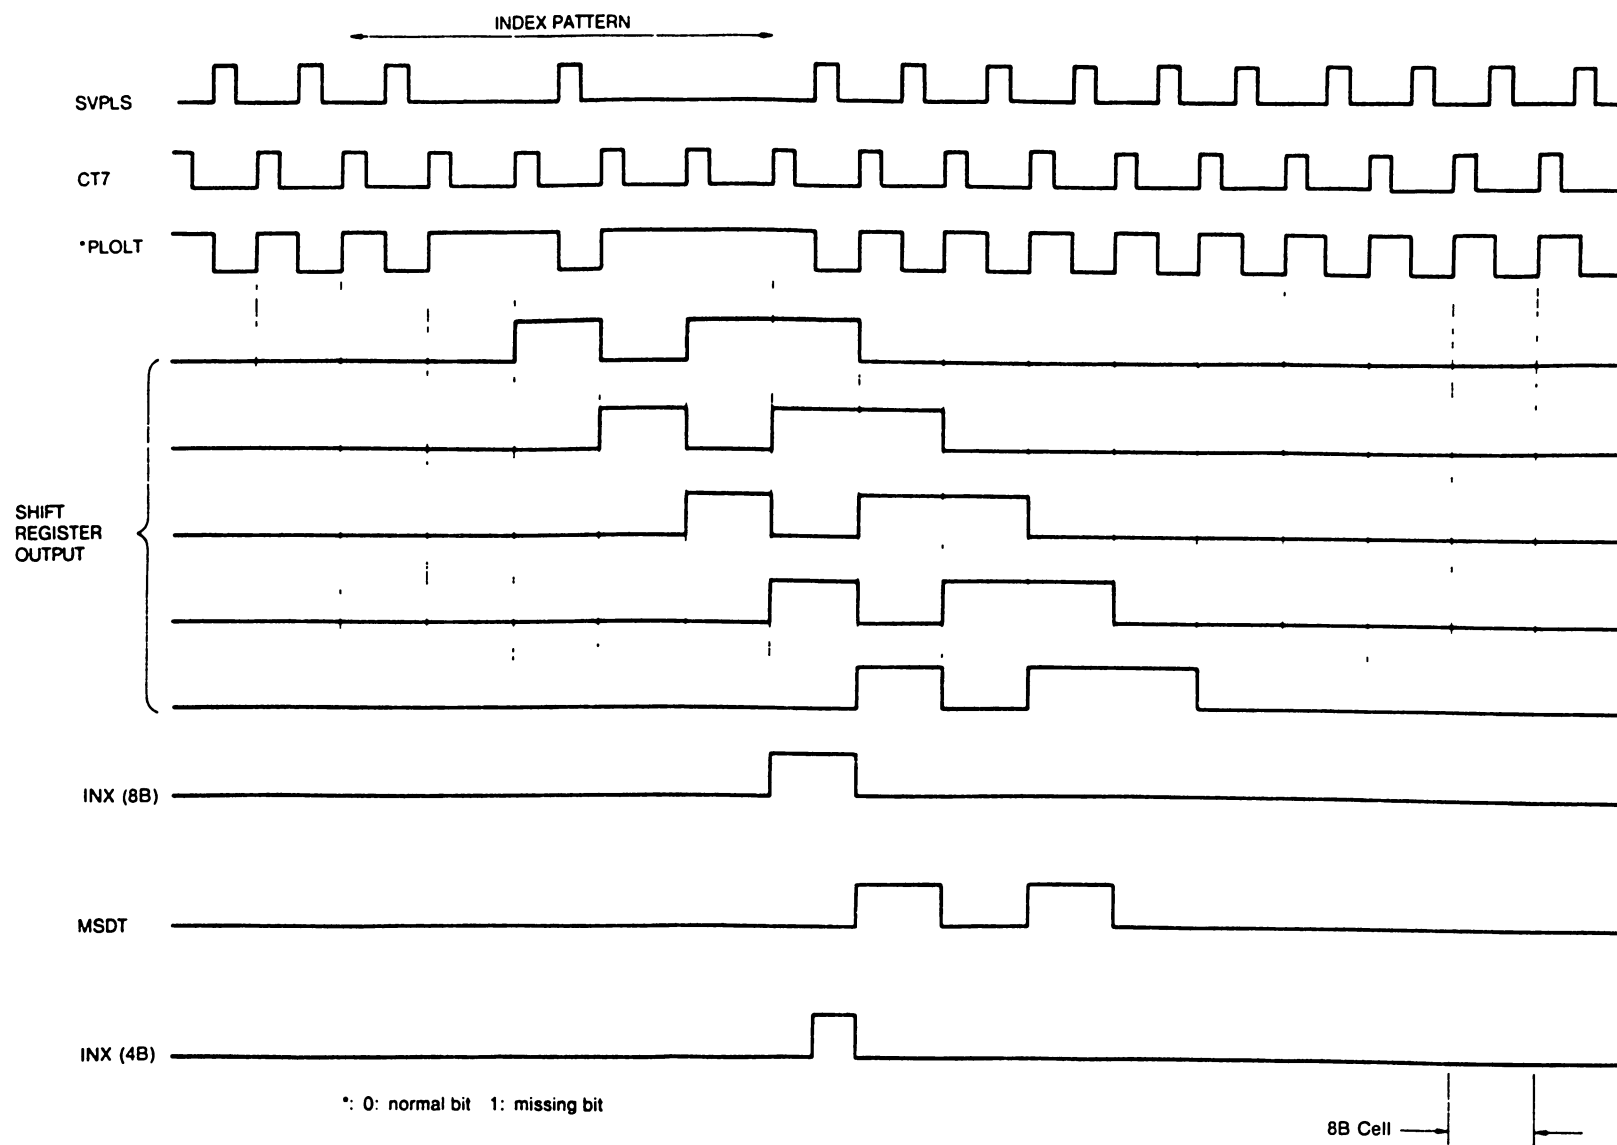 INDEX PATTERN
SVPLS
CT7
*PLOLT
SHIFT
REGISTER
OUTPUT
INX (8B)
MSDT
INX (4B)
*: 0: normal bit 1: missing bit
8B Cell